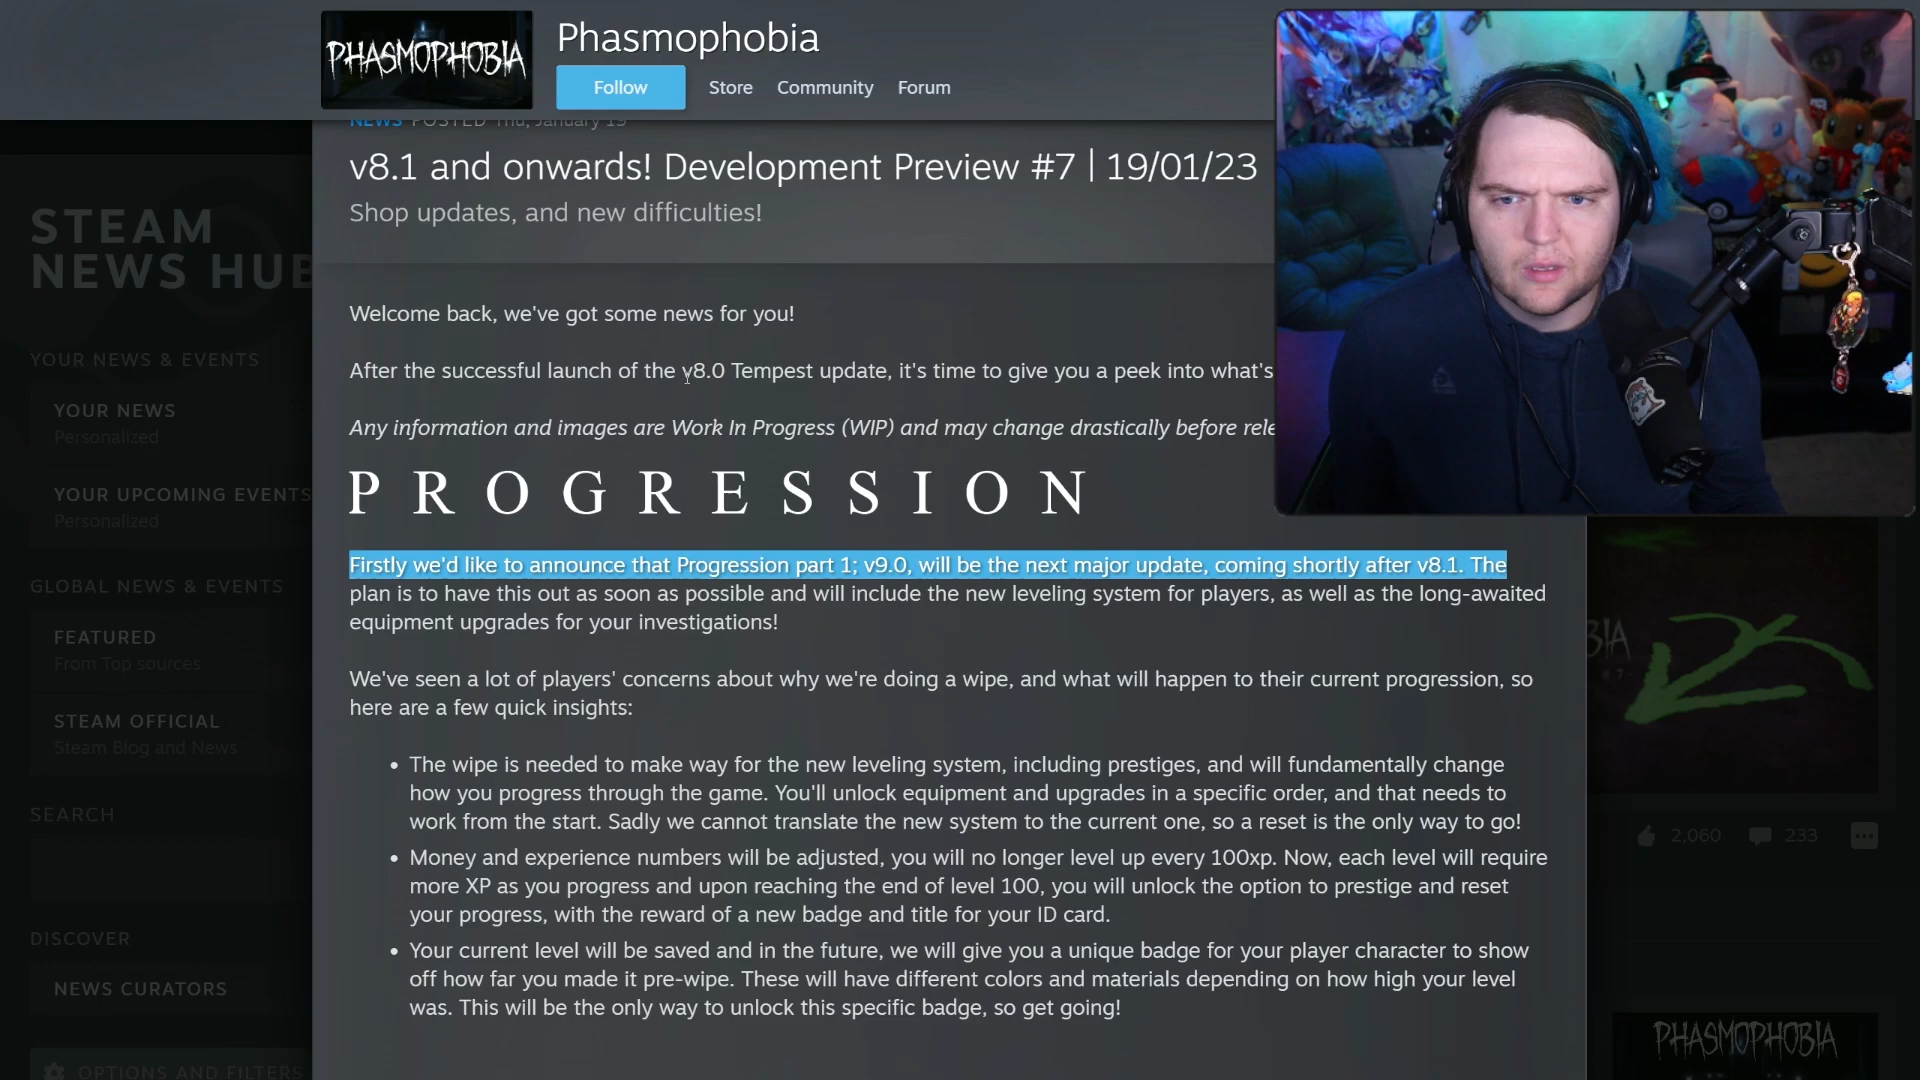 PHASMOPHOBIA
Phasmophobia
Follow
Store
Community
Forum
NEWS POSTED Thu, January 19
v8.1 and onwards! Development Preview #7 | 19/01/23
Shop updates, and new difficulties!
STEAM
NEWS HUB
YOUR NEWS & EVENTS
YOUR NEWS
Personalized
YOUR UPCOMING EVENTS
Personalized
GLOBAL NEWS & EVENTS
FEATURED
From Top sources
STEAM OFFICIAL
Steam Blog and News
SEARCH
DISCOVER
NEWS CURATORS
OPTIONS AND FILTERS
Welcome back, we've got some news for you!
After the successful launch of the v8.0 Tempest update, it's time to give you a peek into what's
Any information and images are Work In Progress (WIP) and may change drastically before rele
PROGRESSION
Firstly we'd like to announce that Progression part 1; v9.0, will be the next major update, coming shortly after v8.1. The
plan is to have this out as soon as possible and will include the new leveling system for players, as well as the long-awaited
equipment upgrades for your investigations!
We've seen a lot of players' concerns about why we're doing a wipe, and what will happen to their current progression, so
here are a few quick insights:
• The wipe is needed to make way for the new leveling system, including prestiges, and will fundamentally change
how you progress through the game. You'll unlock equipment and upgrades in a specific order, and that needs to
work from the start. Sadly we cannot translate the new system to the current one, so a reset is the only way to go!
• Money and experience numbers will be adjusted, you will no longer level up every 100xp. Now, each level will require
more XP as you progress and upon reaching the end of level 100, you will unlock the option to prestige and reset
your progress, with the reward of a new badge and title for your ID card.
• Your current level will be saved and in the future, we will give you a unique badge for your player character to show
off how far you made it pre-wipe. These will have different colors and materials depending on how high your level
was. This will be the only way to unlock this specific badge, so get going!
BIA
2,060
233
PHASMOPHOBIA